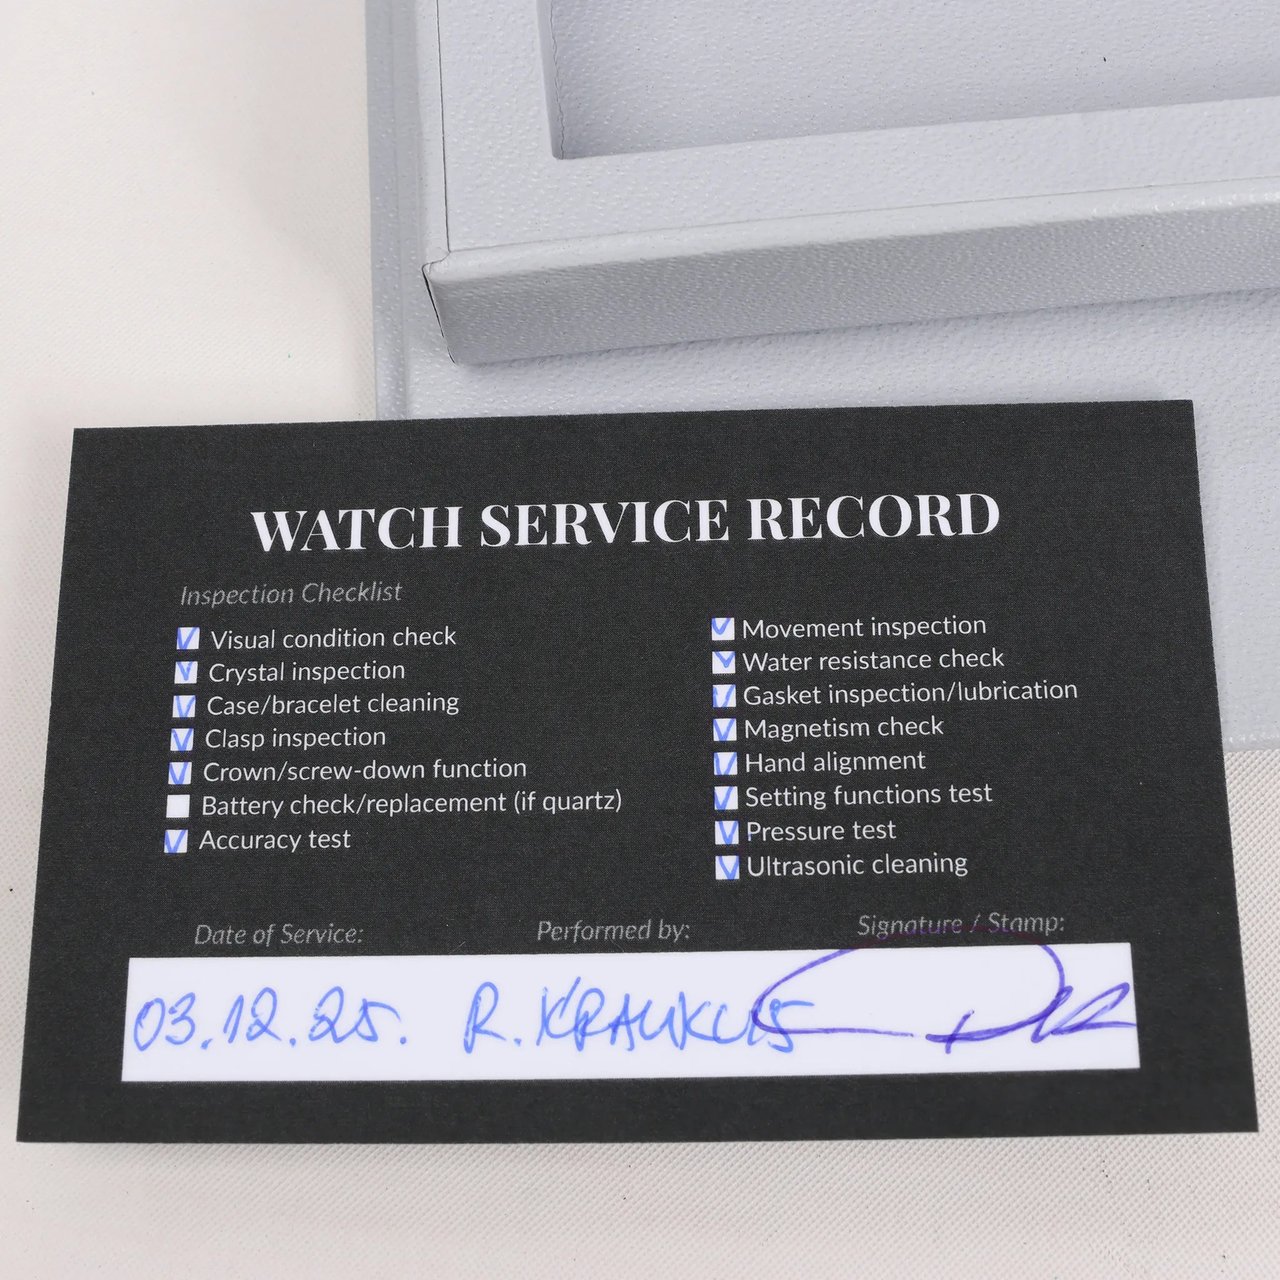 WATCH SERVICE RECORD
Inspection Checklist
Visual condition check
Crystal inspection
Case/bracelet cleaning
Clasp inspection
Crown/screw-down function
Battery check/replacement (if quartz)
Accuracy test
Movement inspection
Water resistance check
Gasket inspection/lubrication
Magnetism check
Hand alignment
Setting functions test
Pressure test
Ultrasonic cleaning
Date of Service: Performed by: Signature / Stamp:
03.12.25. R.